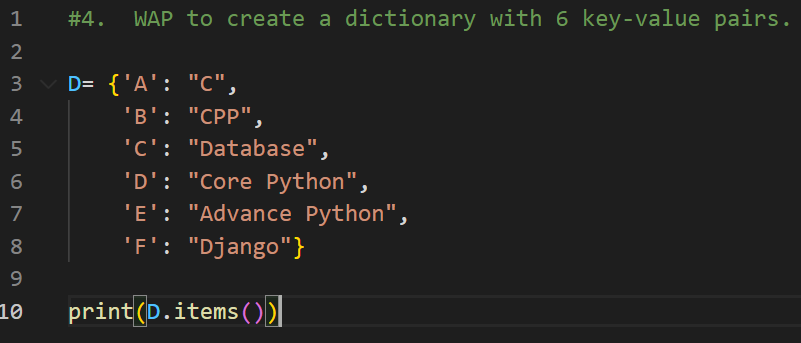 1 #4.  WAP to create a dictionary with 6 key-value pairs.
2
3 D= {'A': "C",
4     'B': "CPP",
5     'C': "Database",
6     'D': "Core Python",
7     'E': "Advance Python",
8     'F': "Django"}
9
10 print(D.items())